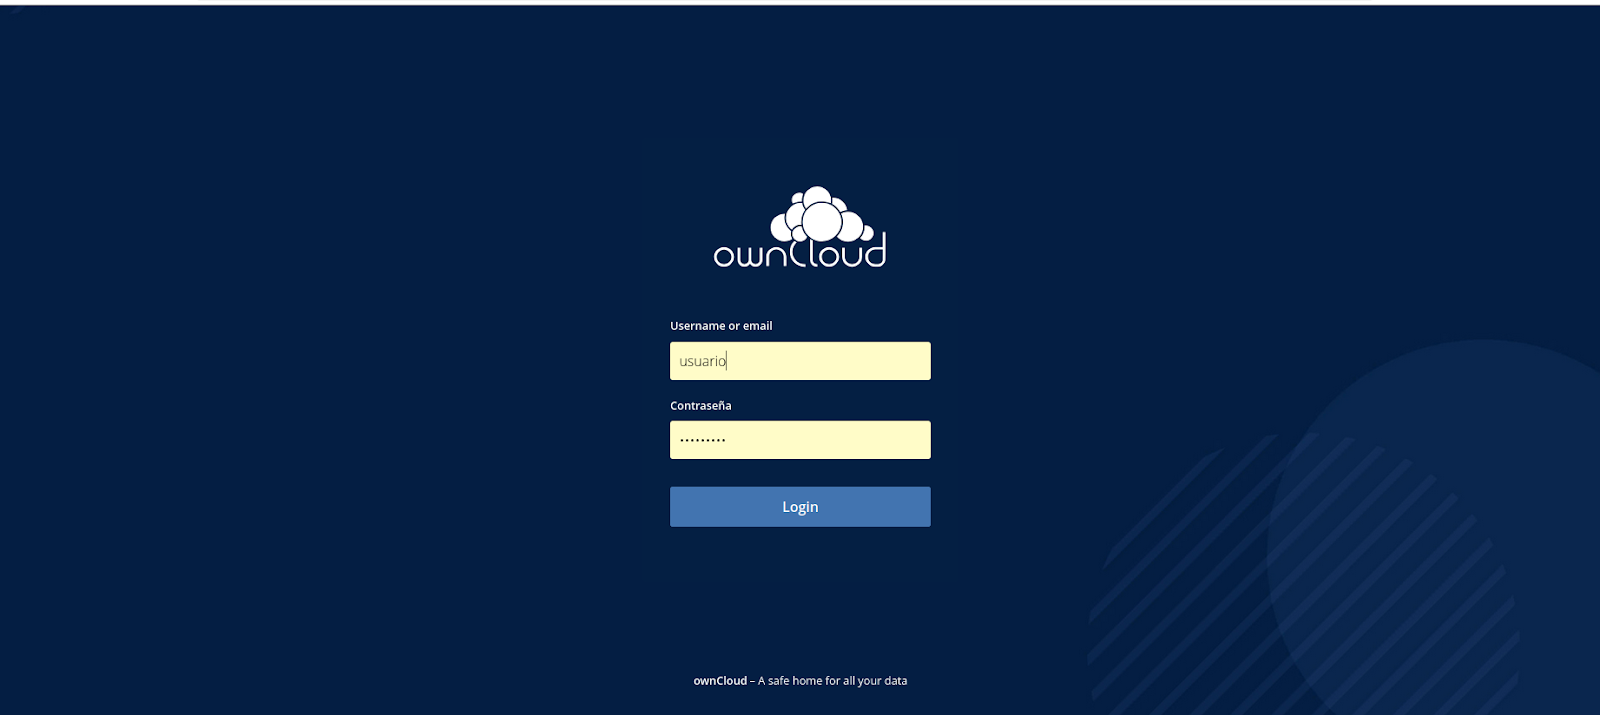 ownCloud
Username or email
usuario
Contraseña
•••••••••
Login
ownCloud – A safe home for all your data